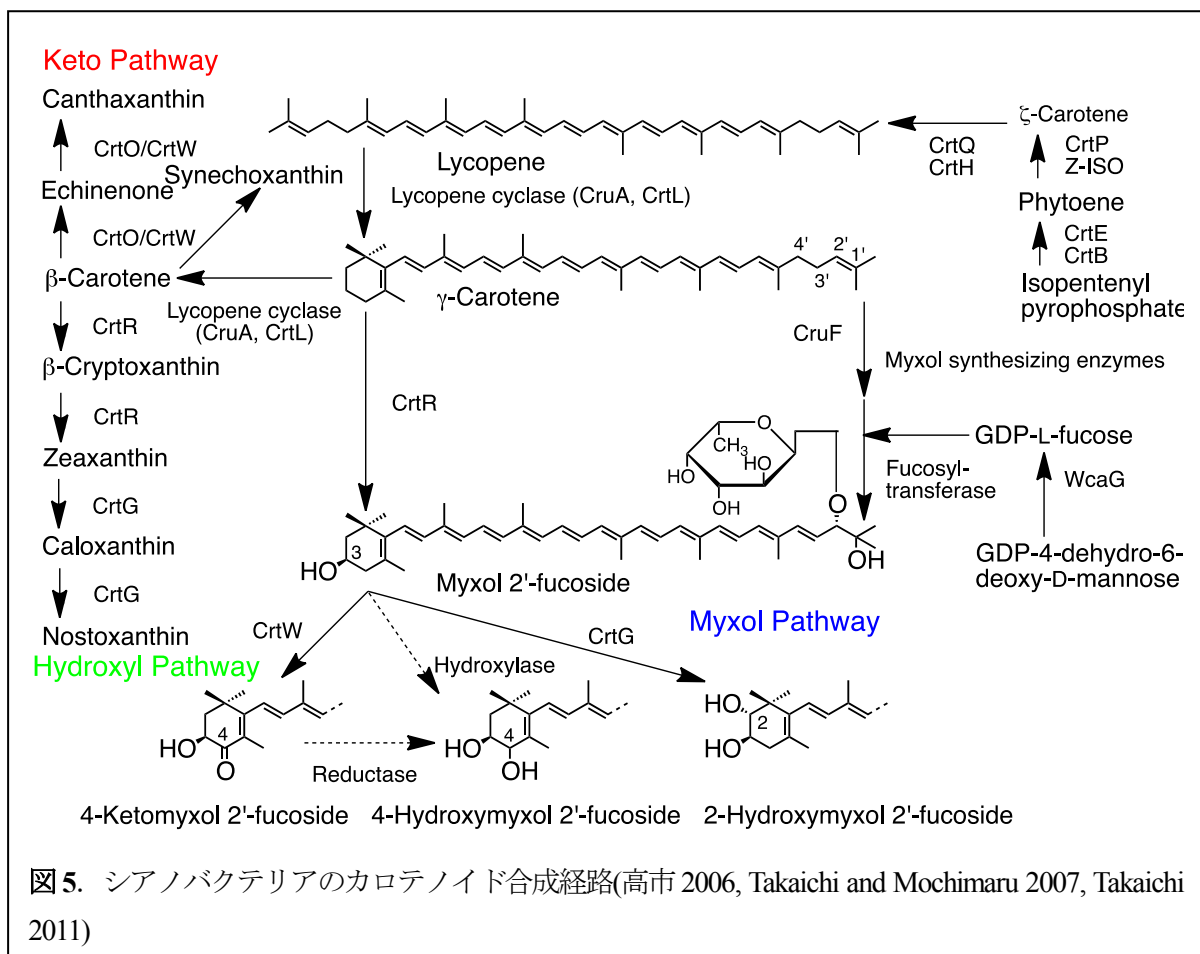 Keto Pathway
Canthaxanthin
CrtO/CrtW
Echinenone
Synechoxanthin
CrtO/CrtW
β-Carotene
Lycopene cyclase
(CruA, CrtL)
CrtR
β-Cryptoxanthin
CrtR
Zeaxanthin
CrtG
Caloxanthin
CrtG
Nostoxanthin
Hydroxyl Pathway
Lycopene
Lycopene cyclase (CruA, CrtL)
γ-Carotene
4' 2' 1'
3'
CrtQ
CrtH
ζ-Carotene
CrtP
Z-ISO
Phytoene
CrtE
CrtB
Isopentenyl
pyrophosphate
CruF
Myxol synthesizing enzymes
CrtR
O
CH3
HO
HO
OH
O
GDP-L-fucose
Fucosyl-
transferase
WcaG
GDP-4-dehydro-6-
deoxy-D-mannose
3
HO
OH
Myxol 2'-fucoside
Myxol Pathway
CrtW
CrtG
Hydroxylase
4
HO
O
Reductase
4
HO
OH
HO
2
HO
4-Ketomyxol 2'-fucoside 4-Hydroxymyxol 2'-fucoside 2-Hydroxymyxol 2'-fucoside
図5. シアノバクテリアのカロテノイド合成経路(高市 2006, Takaichi and Mochimaru 2007, Takaichi
2011)